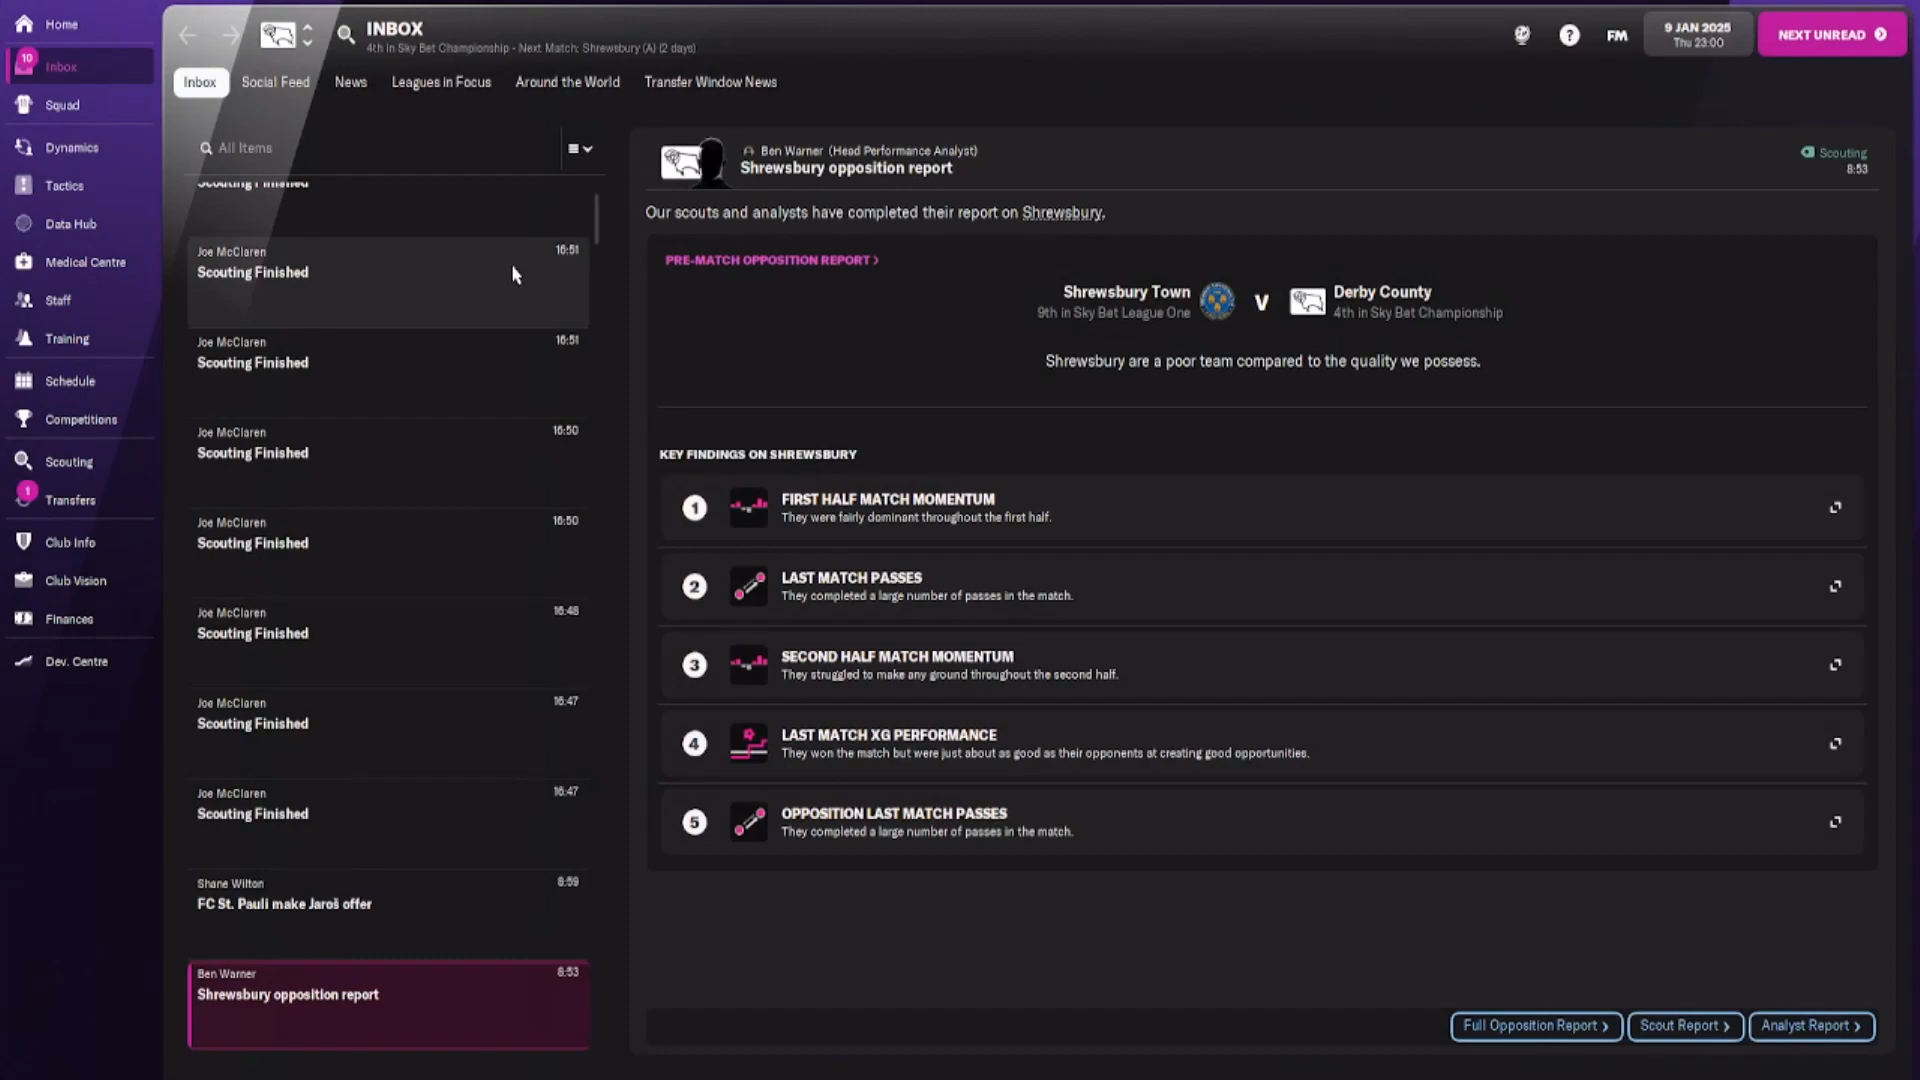 Home
10
Inbox
Squad
Dynamics
Tactics
Data Hub
Medical Centre
Staff
Training
Schedule
Competitions
Scouting
1
Transfers
Club Info
Club Vision
Finances
Dev. Centre
INBOX
4th in Sky Bet Championship - Next Match: Shrewsbury (A) (2 days)
?
FM
9 JAN 2025
Thu 23:00
NEXT UNREAD
Inbox
Social Feed
News
Leagues in Focus
Around the World
Transfer Window News
All Items
Scouting Finished
Joe McClaren 16:51
Scouting Finished
Joe McClaren 16:51
Scouting Finished
Joe McClaren 16:50
Scouting Finished
Joe McClaren 16:50
Scouting Finished
Joe McClaren 16:48
Scouting Finished
Joe McClaren 16:47
Scouting Finished
Joe McClaren 16:47
Scouting Finished
Shane Wilton 8:59
FC St. Pauli make Jaroš offer
Ben Warner 8:53
Shrewsbury opposition report
Ben Warner (Head Performance Analyst)
Shrewsbury opposition report
Scouting
8:53
Our scouts and analysts have completed their report on Shrewsbury.
PRE-MATCH OPPOSITION REPORT >
Shrewsbury Town V Derby County
9th in Sky Bet League One 4th in Sky Bet Championship
Shrewsbury are a poor team compared to the quality we possess.
KEY FINDINGS ON SHREWSBURY
1 FIRST HALF MATCH MOMENTUM
They were fairly dominant throughout the first half.
2 LAST MATCH PASSES
They completed a large number of passes in the match.
3 SECOND HALF MATCH MOMENTUM
They struggled to make any ground throughout the second half.
4 LAST MATCH XG PERFORMANCE
They won the match but were just about as good as their opponents at creating good opportunities.
5 OPPOSITION LAST MATCH PASSES
They completed a large number of passes in the match.
Full Opposition Report >
Scout Report >
Analyst Report >